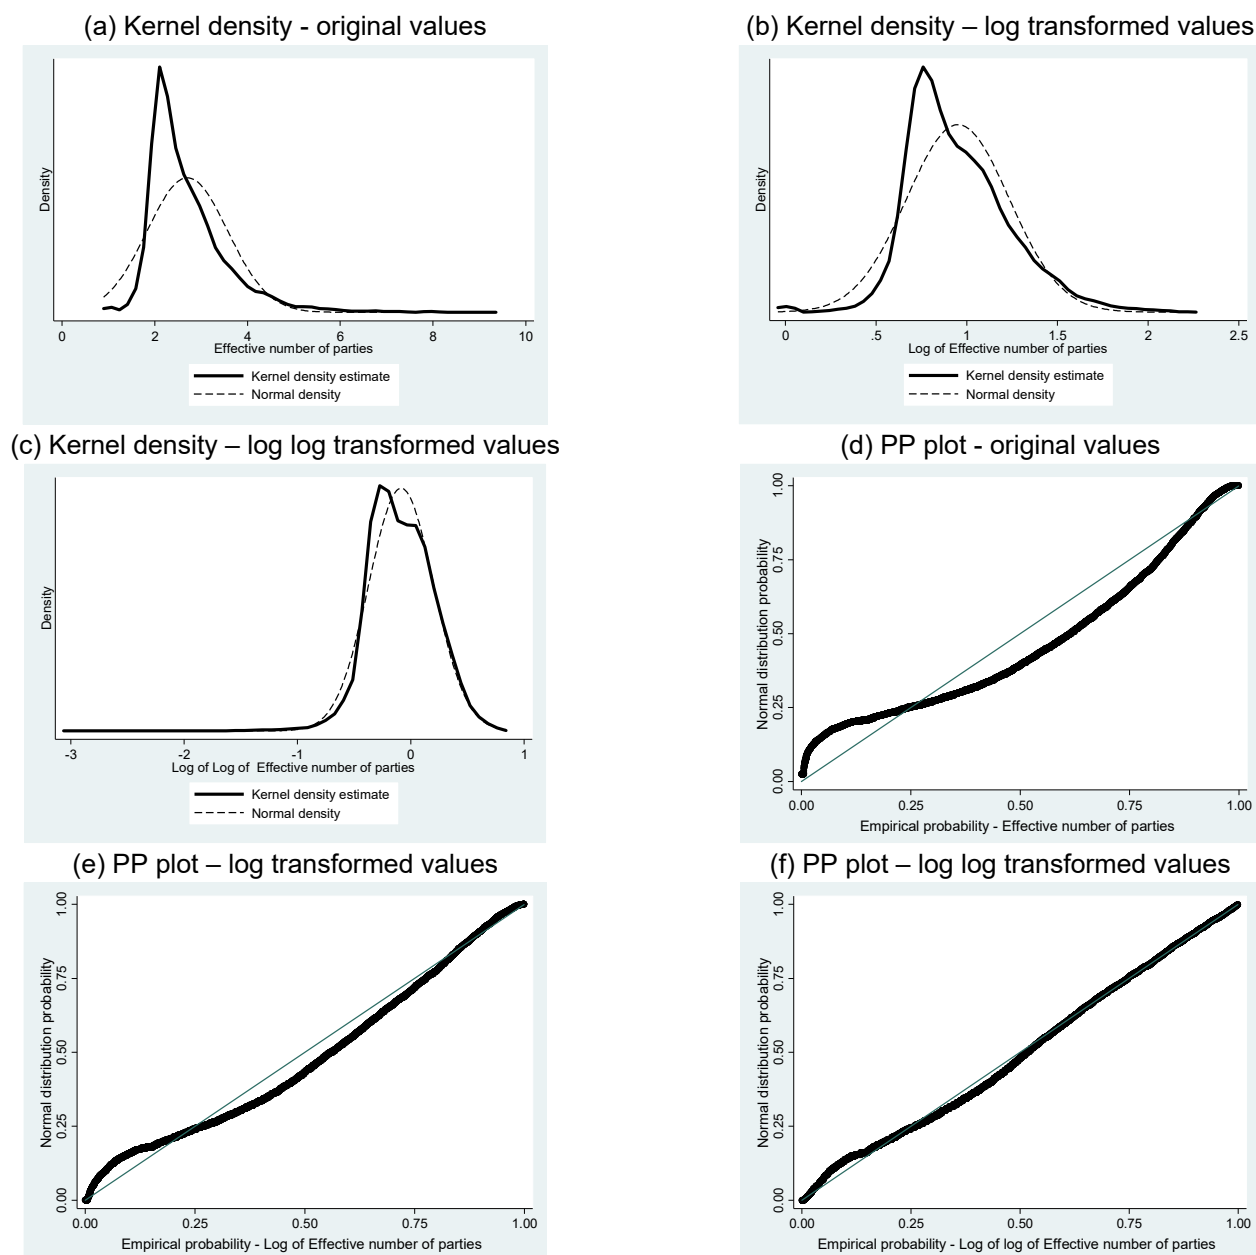 (a) Kernel density - original values
Density
0 2 4 6 8 10
Effective number of parties
Kernel density estimate
Normal density
(b) Kernel density – log transformed values
Density
0 .5 1 1.5 2 2.5
Log of Effective number of parties
Kernel density estimate
Normal density
(c) Kernel density – log log transformed values
Density
-3 -2 -1 0 1
Log of Log of  Effective number of parties
Kernel density estimate
Normal density
(d) PP plot - original values
Normal distribution probability
0.00 0.25 0.50 0.75 1.00
0.00 0.25 0.50 0.75 1.00
Empirical probability - Effective number of parties
(e) PP plot – log transformed values
Normal distribution probability
0.00 0.25 0.50 0.75 1.00
0.00 0.25 0.50 0.75 1.00
Empirical probability - Log of Effective number of parties
(f) PP plot – log log transformed values
Normal distribution probability
0.00 0.25 0.50 0.75 1.00
0.00 0.25 0.50 0.75 1.00
Empirical probability - Log of log of Effective number of parties